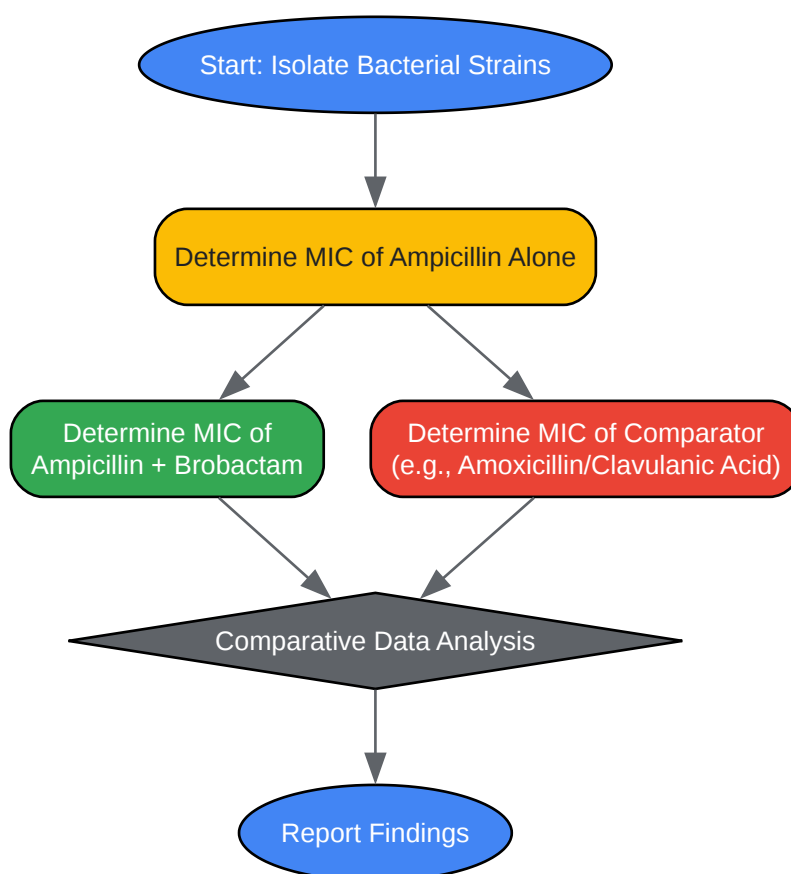 Start: Isolate Bacterial Strains
Determine MIC of Ampicillin Alone
Determine MIC of
Ampicillin + Brobactam
Determine MIC of Comparator
(e.g., Amoxicillin/Clavulanic Acid)
Comparative Data Analysis
Report Findings